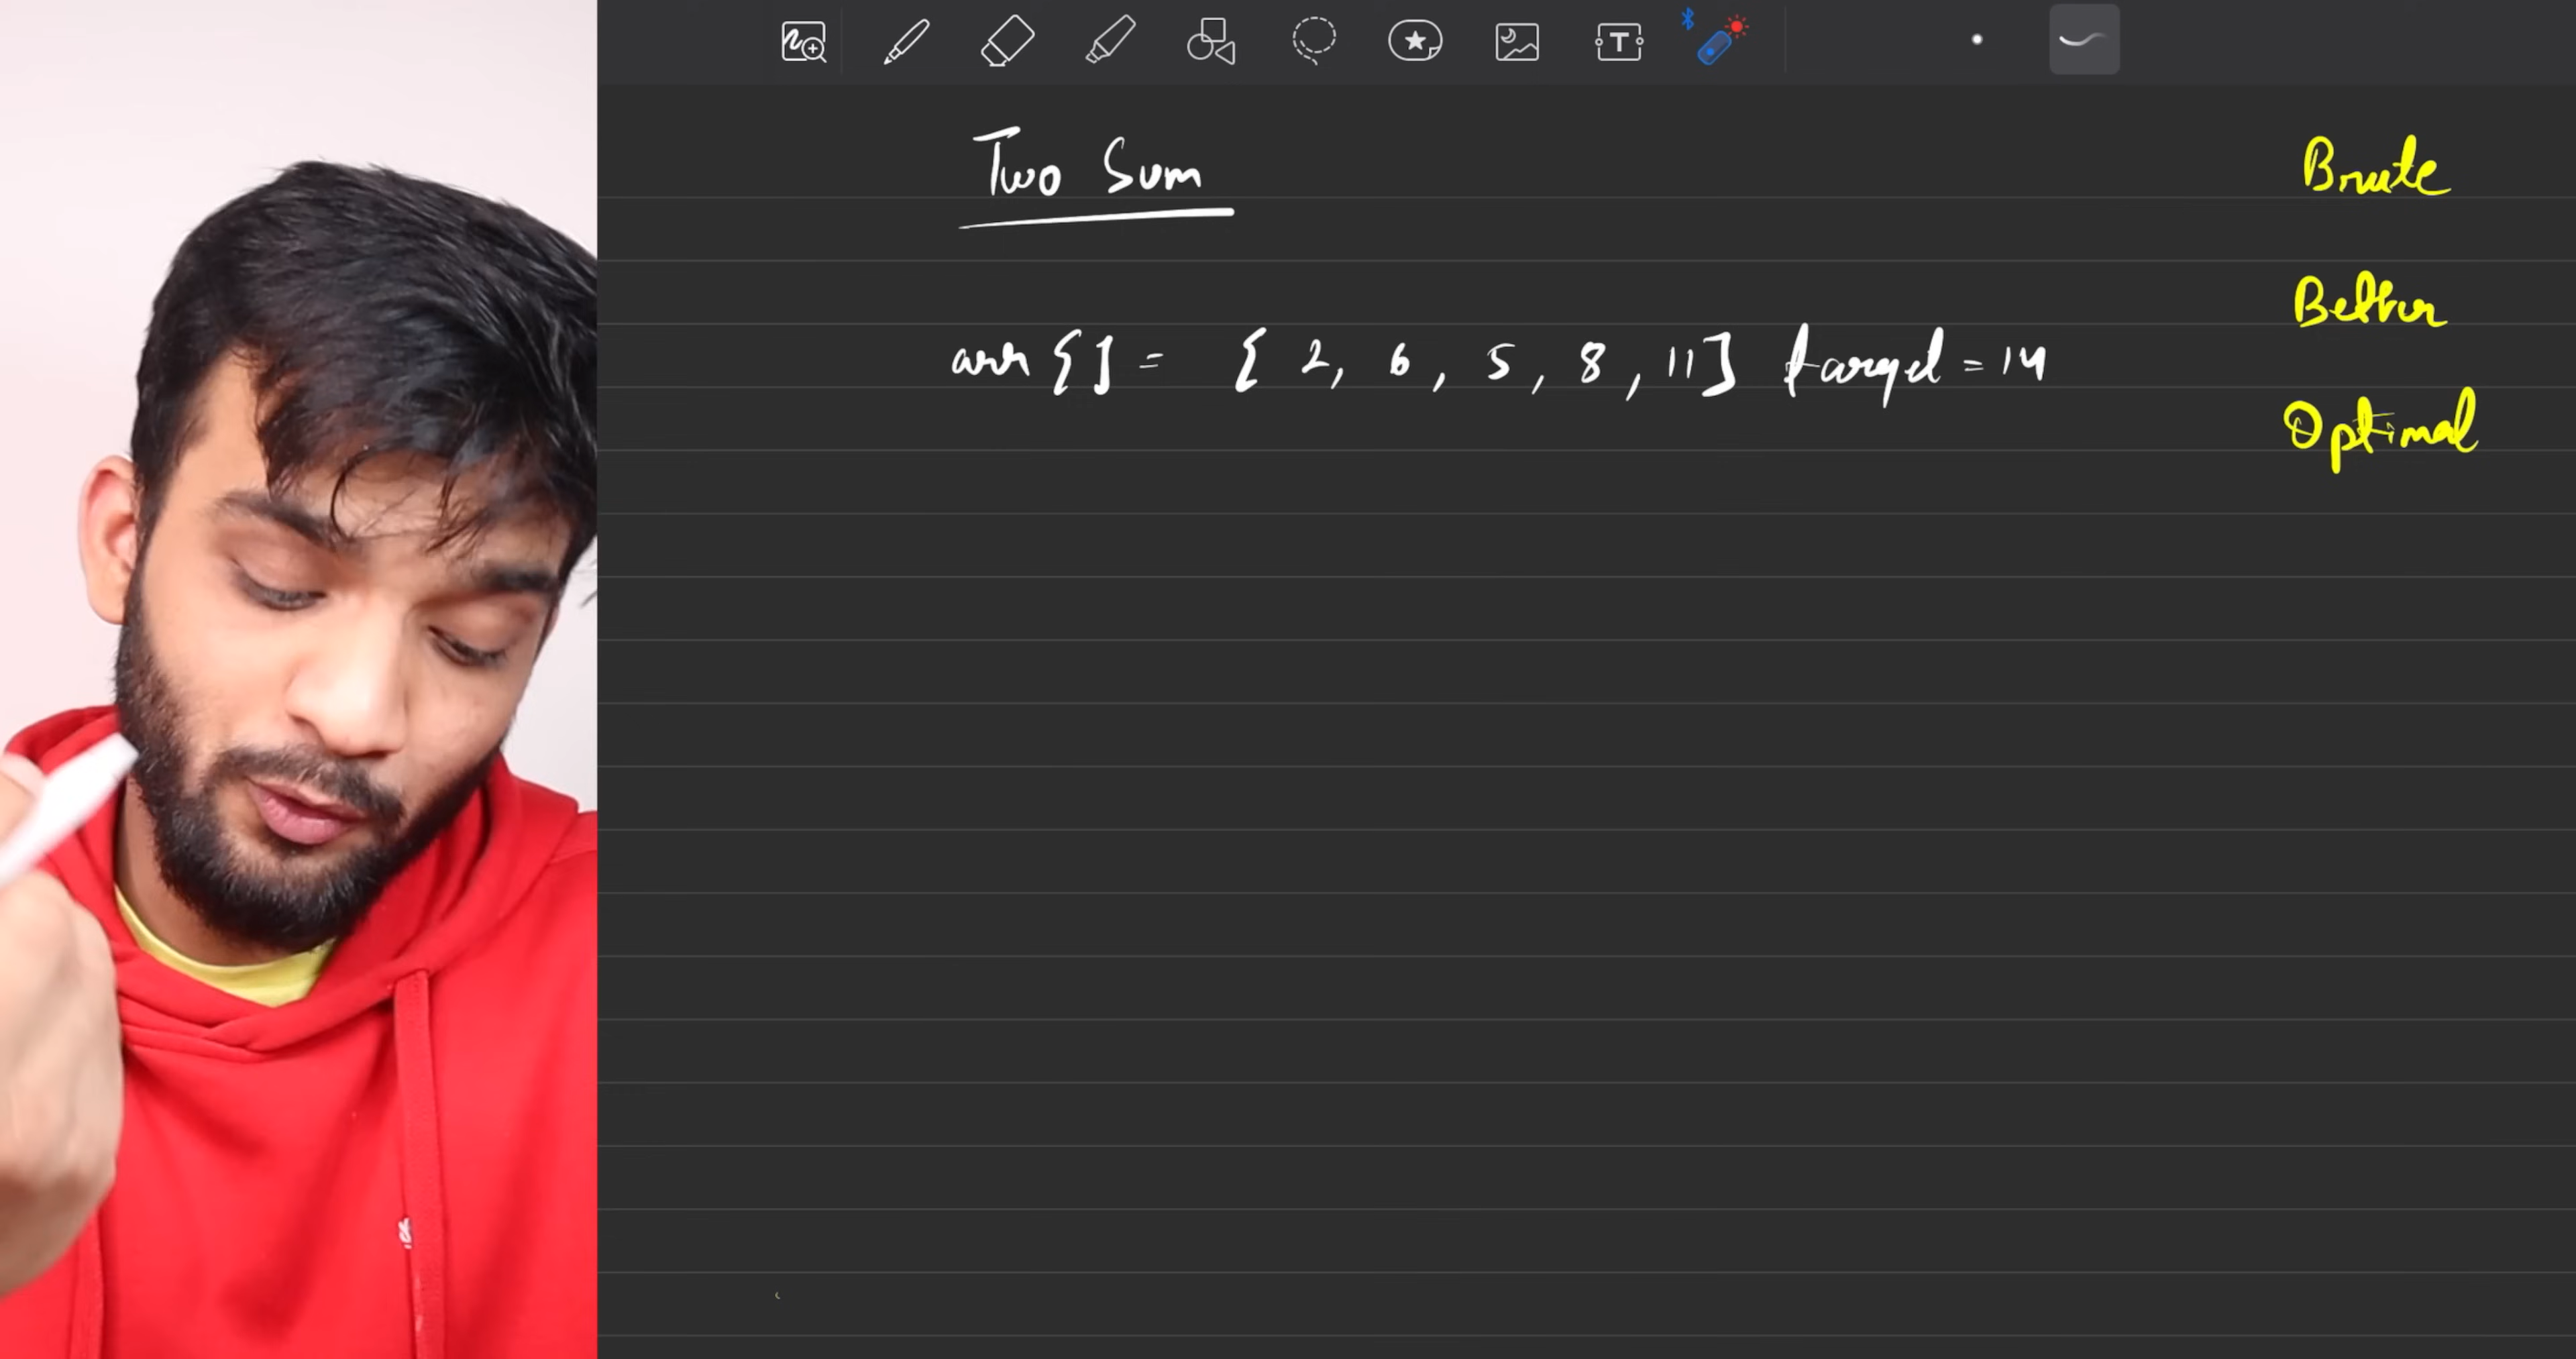 Two Sum
arr[] = [ 2, 6, 5, 8, 11] target = 14
Brute
Better
Optimal
T